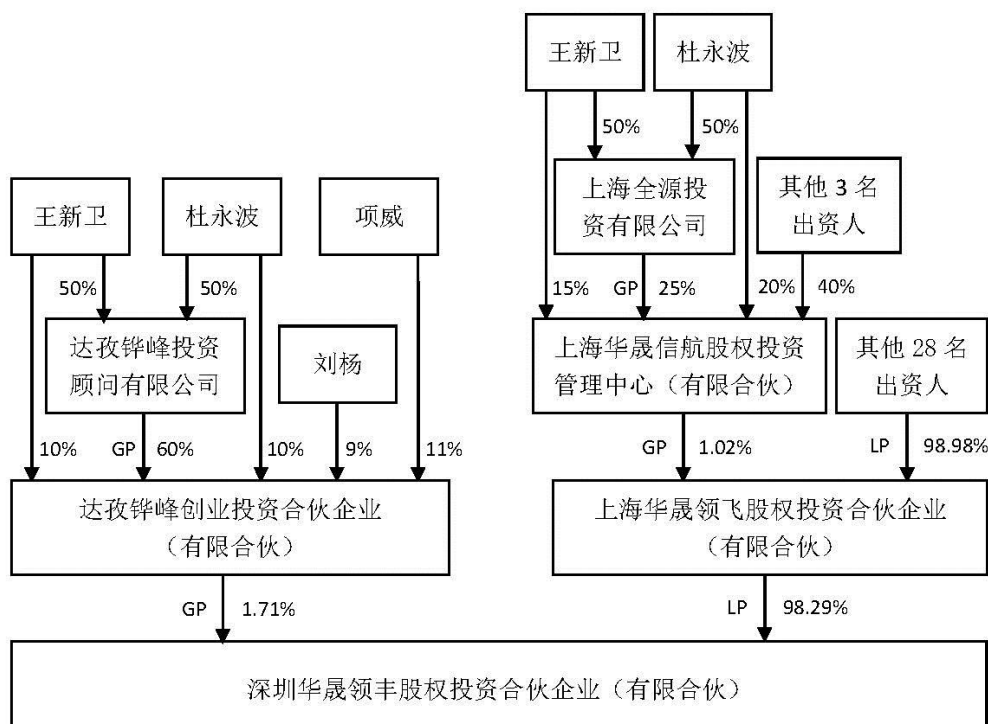 王新卫
杜永波
50%
50%
上海全源投
资有限公司
其他 3 名
出资人
王新卫
杜永波
项威
50%
50%
15%
GP
25%
20%
40%
达孜铧峰投资
顾问有限公司
刘杨
上海华晟信航股权投资
管理中心（有限合伙）
其他 28 名
出资人
10%
GP
60%
10%
9%
11%
GP
1.02%
LP
98.98%
达孜铧峰创业投资合伙企业
（有限合伙）
上海华晟领飞股权投资合伙企业
（有限合伙）
GP
1.71%
LP
98.29%
深圳华晟领丰股权投资合伙企业（有限合伙）